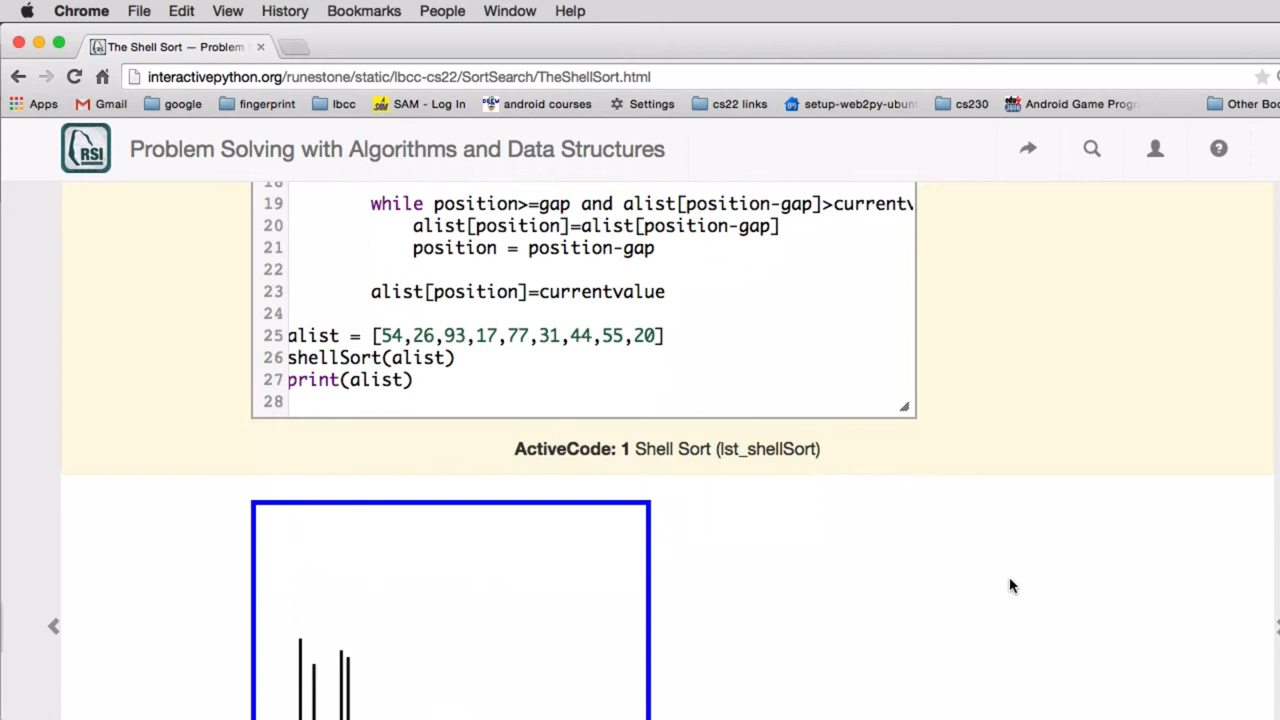 Chrome File Edit View History Bookmarks People Window Help
The Shell Sort — Problem
interactivepython.org/runestone/static/lbcc-cs22/SortSearch/TheShellSort.html
Apps Gmail google fingerprint lbcc SAM - Log In android courses Settings cs22 links setup-web2py-ubun cs230 Android Game Progr Other Boo
RSI Problem Solving with Algorithms and Data Structures
18
19 while position>=gap and alist[position-gap]>currentv
20 alist[position]=alist[position-gap]
21 position = position-gap
22
23 alist[position]=currentvalue
24
25 alist = [54,26,93,17,77,31,44,55,20]
26 shellSort(alist)
27 print(alist)
28
ActiveCode: 1 Shell Sort (lst_shellSort)